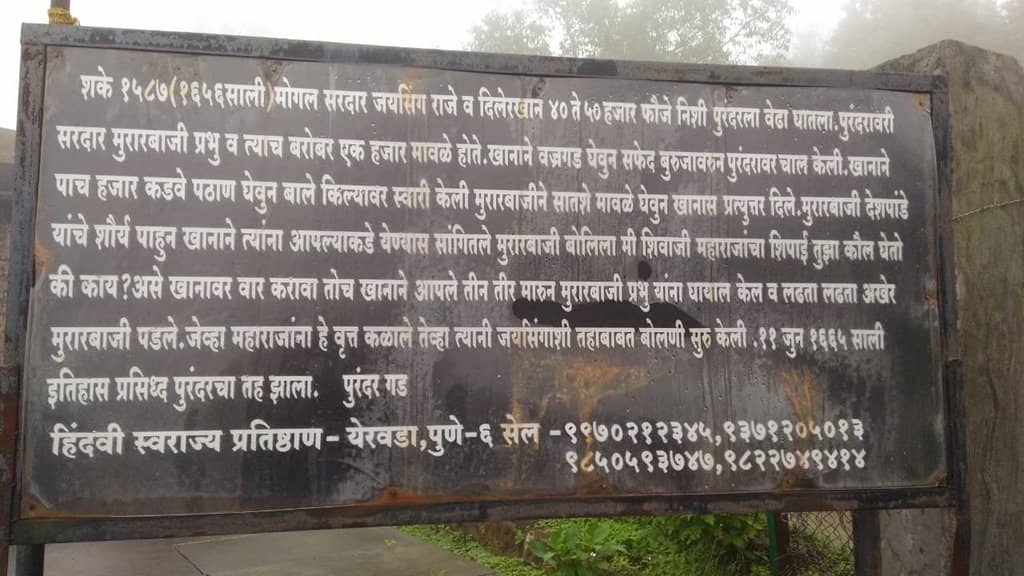 शके १५८७(१६५६साली)मोगल सरदार जयसिंग राजे व दिलेरखान ४० ते ५० हजार फौजे निशी पुरंदरला वेढा घातला.पुरंदरावरी
सरदार मुरारबाजी प्रभु व त्याच बरोबर एक हजार मावळे होते.खानाने वज्रगड घेवुन सफेद बुरुजावरुन पुरंदावर चाल केली.खानाने
पाच हजार कडवे पठाण घेवुन बाले किल्यावर स्वारी केली मुरारबाजीने सातशे मावळे घेवुन खानास प्रत्युत्तर दिले.मुरारबाजी देशपांडे
यांचे शौर्य पाहुन खानाने त्यांना आपल्याकडे येण्यास सांगितले मुरारबाजी बोलिला मी शिवाजी महाराजांचा शिपाई तुझा कौल घेतो
की काय?असे खानावर वार करावा तोच खानाने आपले तीन तीर मारुन मुरारबाजी प्रभु यांना घायाल केल व लढता लढता अखेर
मुरारबाजी पडले.जेव्हा महाराजांना हे वृत्त कळाले तेव्हा त्यानी जयसिंगाशी तहाबाबत बोलणी सुरु केली .११ जुन १६६५ साली
इतिहास प्रसिध्द पुरंदरचा तह झाला. पुरंदर गड
हिंदवी स्वराज्य प्रतिष्ठाण-येरवडा,पुणे-६ सेल -९९७०२१२३४५,९३७१२०५०१३
९८५०५९३७४७,९८२२७४९४१४